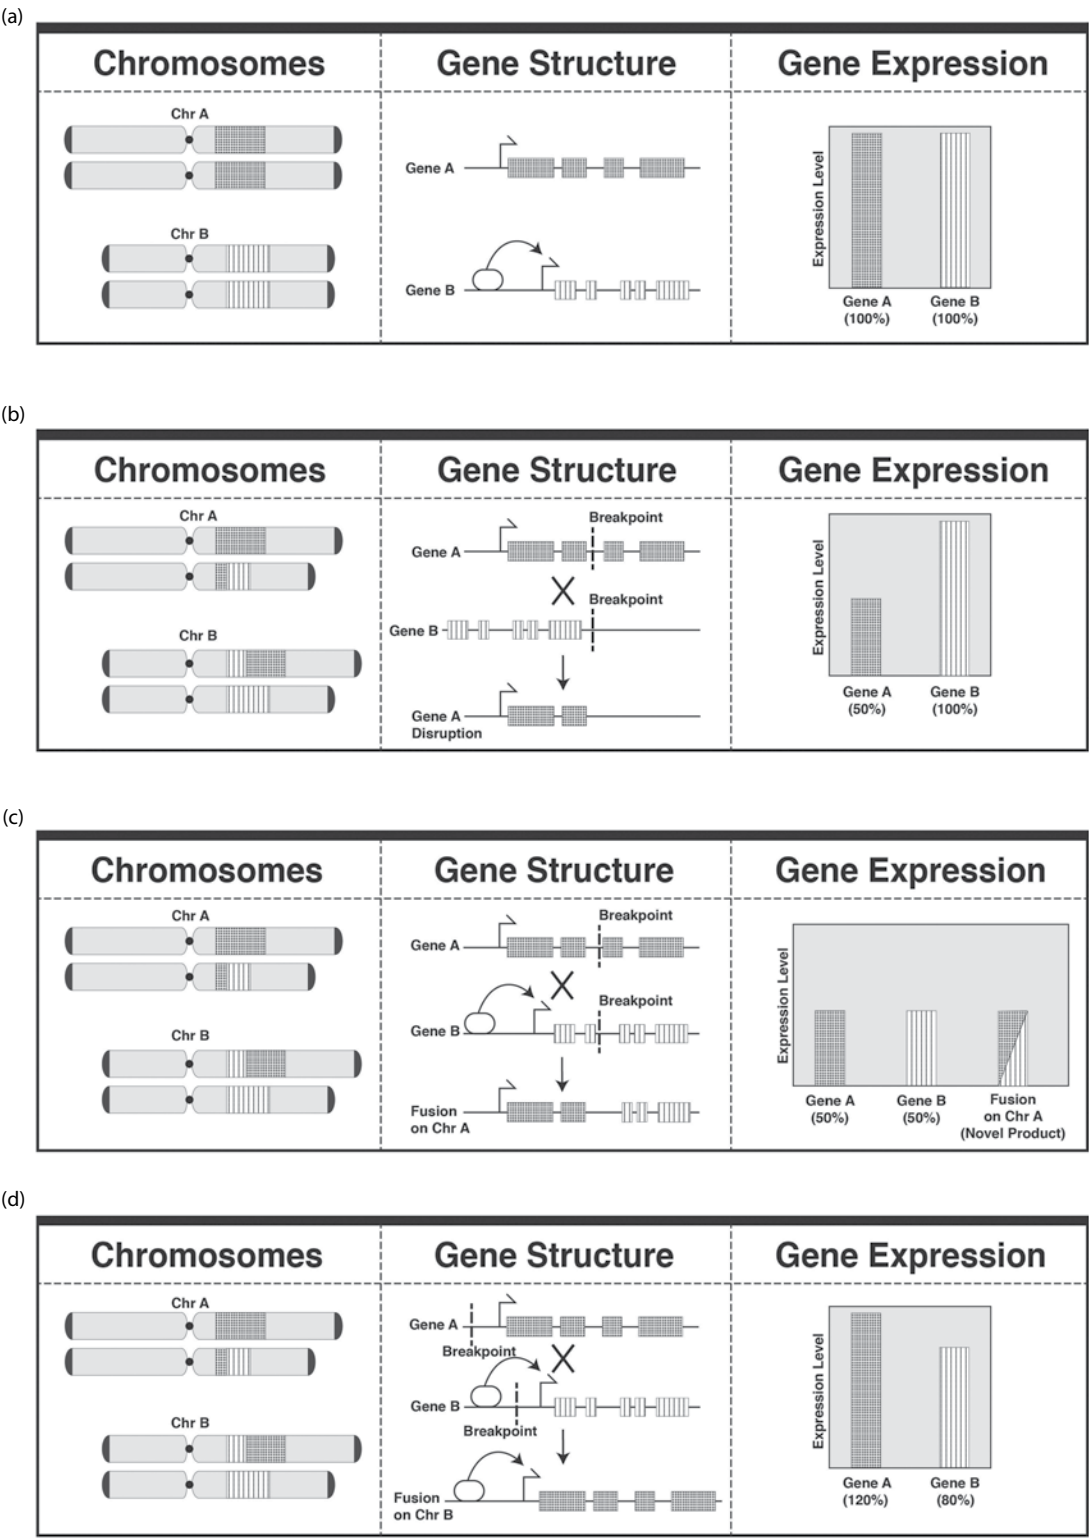 (a)
Chromosomes
Gene Structure
Gene Expression
Chr A
Chr B
Gene A
Gene B
Expression Level
Gene A
(100%)
Gene B
(100%)
(b)
Chromosomes
Gene Structure
Gene Expression
Chr A
Chr B
Breakpoint
Gene A
Breakpoint
Gene B
Gene A
Disruption
Expression Level
Gene A
(50%)
Gene B
(100%)
(c)
Chromosomes
Gene Structure
Gene Expression
Chr A
Chr B
Breakpoint
Gene A
Breakpoint
Gene B
Fusion
on Chr A
Expression Level
Gene A
(50%)
Gene B
(50%)
Fusion
on Chr A
(Novel Product)
(d)
Chromosomes
Gene Structure
Gene Expression
Chr A
Chr B
Gene A
Breakpoint
Gene B
Breakpoint
Fusion
on Chr B
Expression Level
Gene A
(120%)
Gene B
(80%)